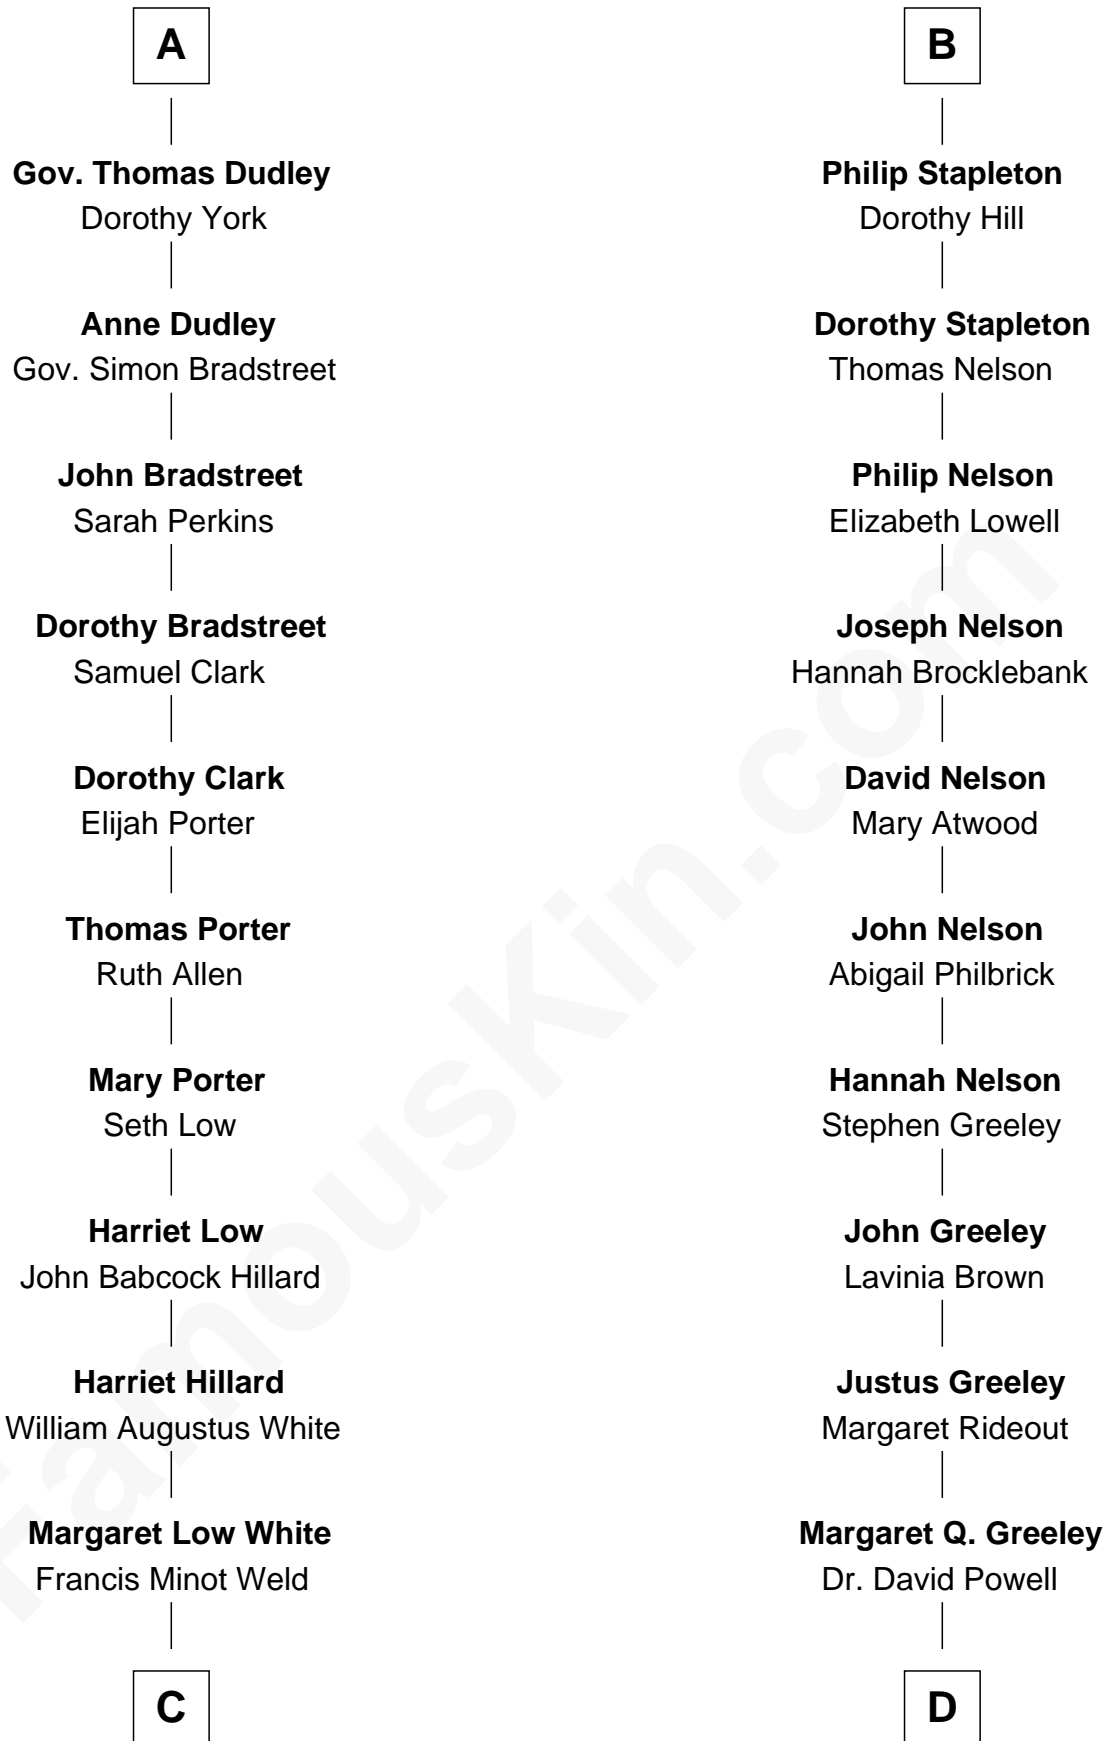 A
Gov. Thomas Dudley
Dorothy York
Anne Dudley
Gov. Simon Bradstreet
John Bradstreet
Sarah Perkins
Dorothy Bradstreet
Samuel Clark
Dorothy Clark
Elijah Porter
Thomas Porter
Ruth Allen
Mary Porter
Seth Low
Harriet Low
John Babcock Hillard
Harriet Hillard
William Augustus White
Margaret Low White
Francis Minot Weld
C
B
Philip Stapleton
Dorothy Hill
Dorothy Stapleton
Thomas Nelson
Philip Nelson
Elizabeth Lowell
Joseph Nelson
Hannah Brocklebank
David Nelson
Mary Atwood
John Nelson
Abigail Philbrick
Hannah Nelson
Stephen Greeley
John Greeley
Lavinia Brown
Justus Greeley
Margaret Rideout
Margaret Q. Greeley
Dr. David Powell
D
FamousKin.com